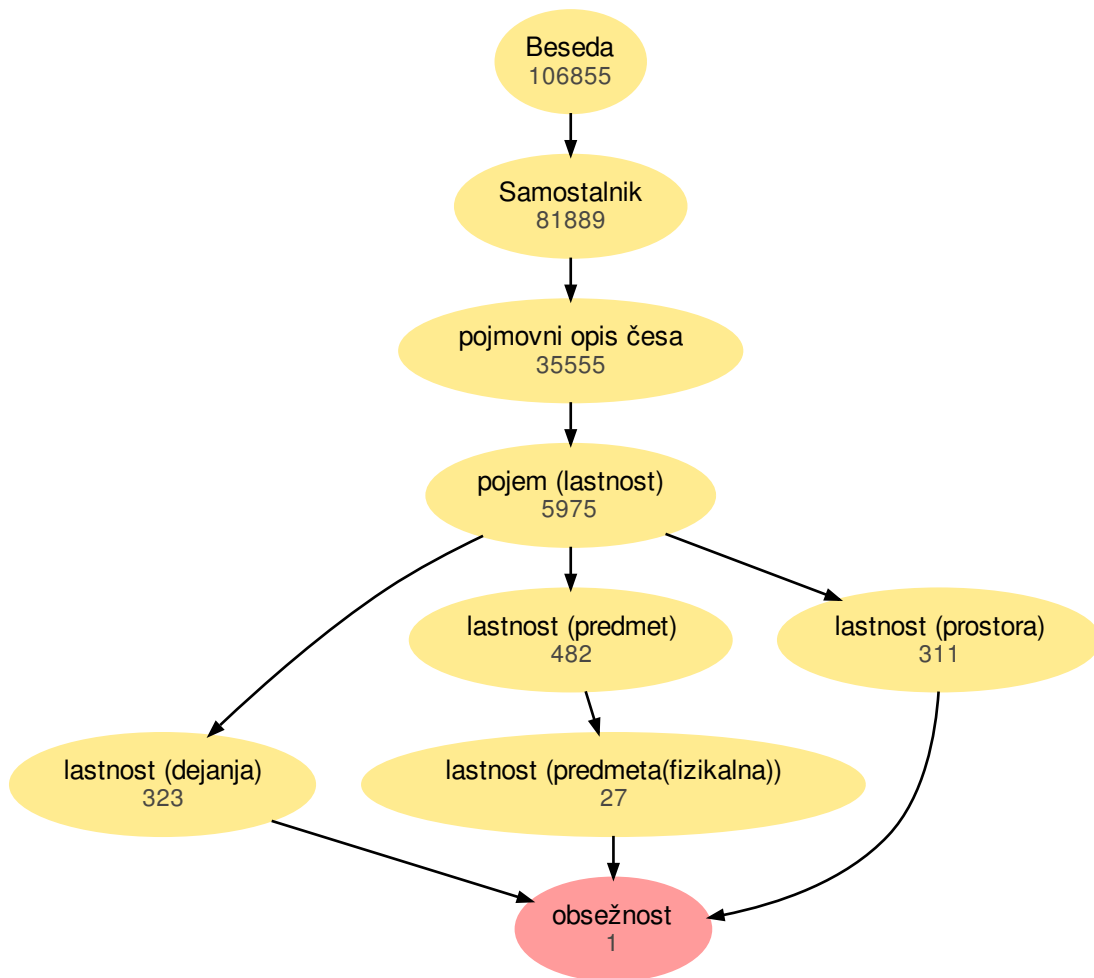 Beseda
106855
Samostalnik
81889
pojmovni opis česa
35555
pojem (lastnost)
5975
lastnost (predmet)
482
lastnost (prostora)
311
lastnost (dejanja)
323
lastnost (predmeta(fizikalna))
27
obsežnost
1